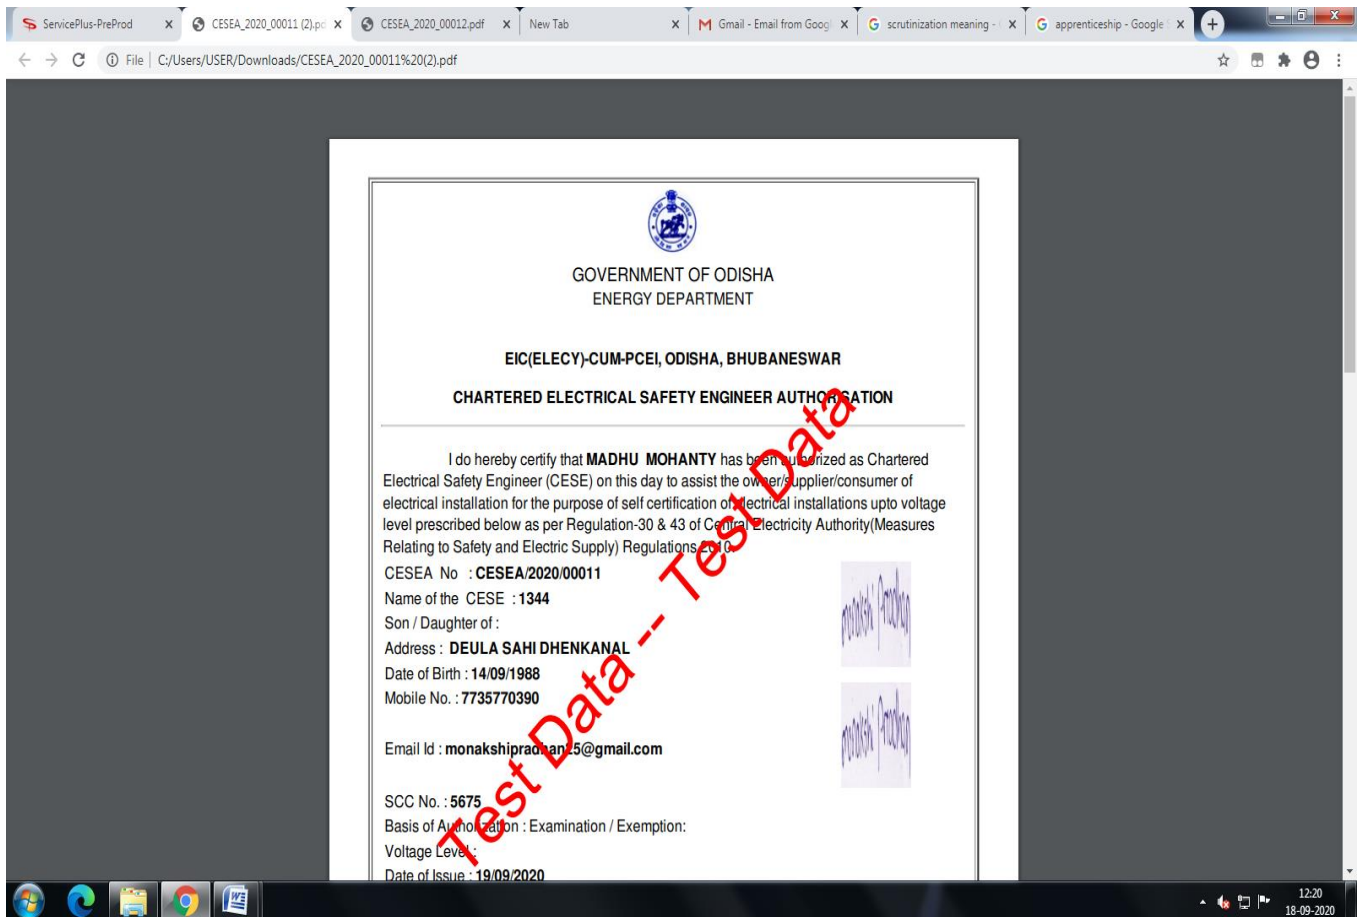 ServicePlus-PreProd
CESEA_2020_00011 (2).pd
CESEA_2020_00012.pdf
New Tab
Gmail - Email from Googl
scrutinization meaning -
apprenticeship - Google
File | C:/Users/USER/Downloads/CESEA_2020_00011%20(2).pdf
GOVERNMENT OF ODISHA
ENERGY DEPARTMENT
EIC(ELECY)-CUM-PCEI, ODISHA, BHUBANESWAR
CHARTERED ELECTRICAL SAFETY ENGINEER AUTHORISATION
I do hereby certify that MADHU MOHANTY has been authorized as Chartered
Electrical Safety Engineer (CESE) on this day to assist the owner/supplier/consumer of
electrical installation for the purpose of self certification of electrical installations upto voltage
level prescribed below as per Regulation-30 & 43 of Central Electricity Authority(Measures
Relating to Safety and Electric Supply) Regulations,2010.
CESEA No : CESEA/2020/00011
Name of the CESE : 1344
Son / Daughter of :
Address : DEULA SAHI DHENKANAL
Date of Birth : 14/09/1988
Mobile No. : 7735770390
Email Id : monakshipradhan25@gmail.com
SCC No. : 5675
Basis of Authorization : Examination / Exemption:
Voltage Level :
Date of Issue : 19/09/2020
monakshi Pradhan
monakshi Pradhan
Test Data -- Test Data
12:20
18-09-2020